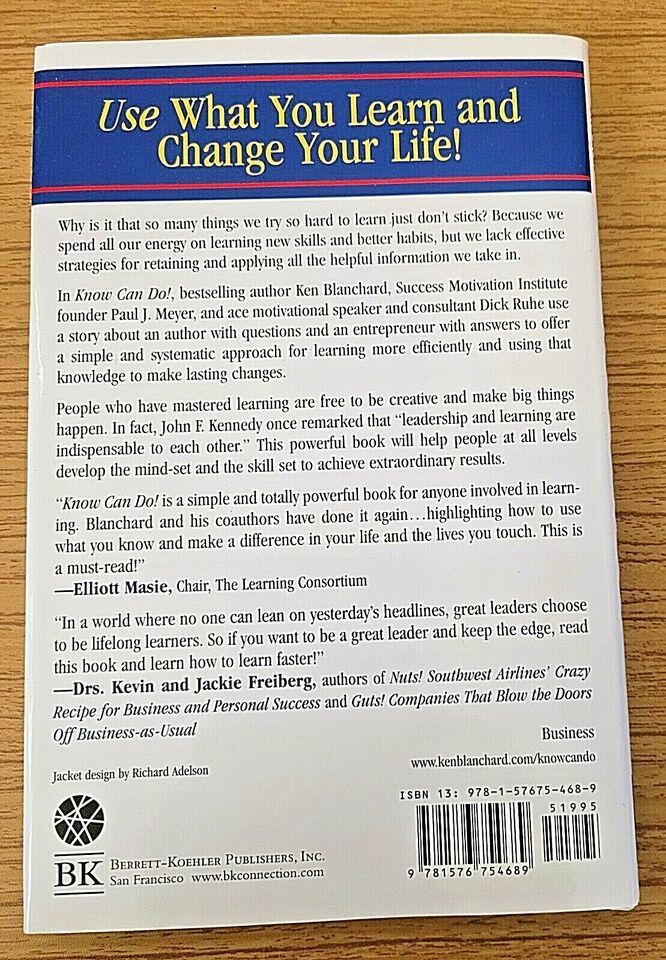 Use What You Learn and
Change Your Life!
Why is it that so many things we try so hard to learn just don't stick? Because we
spend all our energy on learning new skills and better habits, but we lack effective
strategies for retaining and applying all the helpful information we take in.
In Know Can Do!, bestselling author Ken Blanchard, Success Motivation Institute
founder Paul J. Meyer, and ace motivational speaker and consultant Dick Ruhe use
a story about an author with questions and an entrepreneur with answers to offer
a simple and systematic approach for learning more efficiently and using that
knowledge to make lasting changes.
People who have mastered learning are free to be creative and make big things
happen. In fact, John F. Kennedy once remarked that “leadership and learning are
indispensable to each other.” This powerful book will help people at all levels
develop the mind-set and the skill set to achieve extraordinary results.
“Know Can Do! is a simple and totally powerful book for anyone involved in learn-
ing. Blanchard and his coauthors have done it again…highlighting how to use
what you know and make a difference in your life and the lives you touch. This is
a must-read!”
—Elliott Masie, Chair, The Learning Consortium
“In a world where no one can lean on yesterday's headlines, great leaders choose
to be lifelong learners. So if you want to be a great leader and keep the edge, read
this book and learn how to learn faster!”
—Drs. Kevin and Jackie Freiberg, authors of Nuts! Southwest Airlines' Crazy
Recipe for Business and Personal Success and Guts! Companies That Blow the Doors
Off Business-as-Usual
Business
www.kenblanchard.com/knowcando
Jacket design by Richard Adelson
ISBN 13: 978-1-57675-468-9
51995
9 781576 754689
BK
BERRETT-KOEHLER PUBLISHERS, INC.
San Francisco www.bkconnection.com